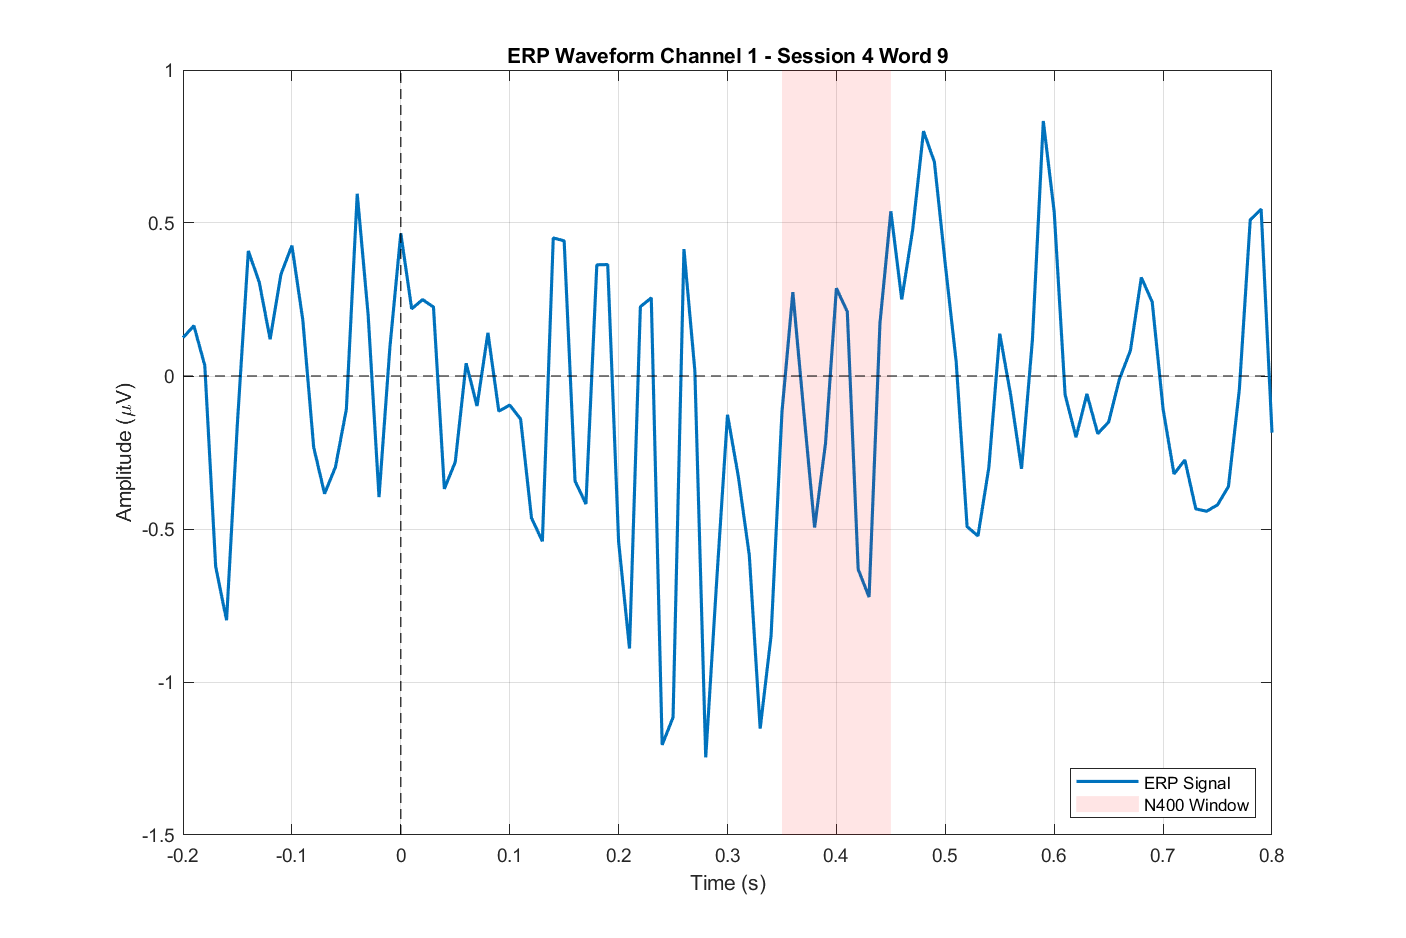 ERP Waveform Channel 1 - Session 4 Word 9
1
0.5
0
-0.5
-1
-1.5
Amplitude (μV)
-0.2 -0.1 0 0.1 0.2 0.3 0.4 0.5 0.6 0.7 0.8
Time (s)
ERP Signal
N400 Window